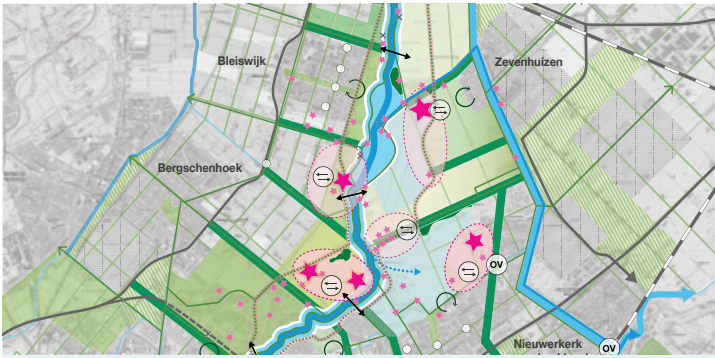 Bleiswijk
Zevenhuizen
Bergschenhoek
OV
Nieuwerkerk
OV